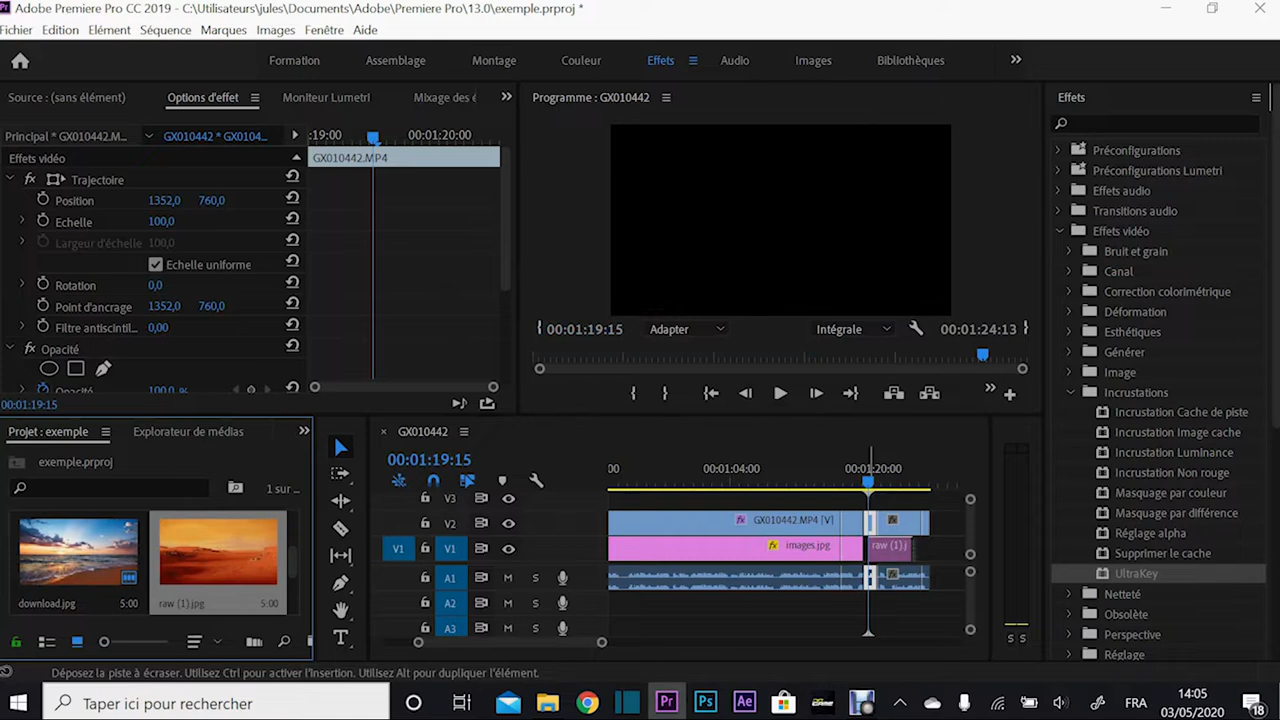 Adobe Premiere Pro CC 2019 - C:\Utilisateurs\jules\Documents\Adobe\Premiere Pro\13.0\exemple.prproj *
Fichier Edition Elément Séquence Marques Images Fenêtre Aide
Formation Assemblage Montage Couleur Effets Audio Images Bibliothèques
Source : (sans élément) Options d'effet Moniteur Lumetri Mixage des é
Principal * GX010442.M... GX010442 * GX0104... :19:00 00:01:20:00
Effets vidéo
GX010442.MP4
Trajectoire
Position 1352,0 760,0
Echelle 100,0
Largeur d'échelle 100,0
Echelle uniforme
Rotation 0,0
Point d'ancrage 1352,0 760,0
Filtre antiscintil... 0,00
Opacité
Opacité 100,0 %
00:01:19:15
Programme : GX010442
00:01:19:15 Adapter Intégrale 00:01:24:13
Effets
Préconfigurations
Préconfigurations Lumetri
Effets audio
Transitions audio
Effets vidéo
Bruit et grain
Canal
Correction colorimétrique
Déformation
Esthétiques
Générer
Image
Incrustations
Incrustation Cache de piste
Incrustation Image cache
Incrustation Luminance
Incrustation Non rouge
Masquage par couleur
Masquage par différence
Réglage alpha
Supprimer le cache
UltraKey
Netteté
Obsolète
Perspective
Réglage
Projet : exemple Explorateur de médias
exemple.prproj
1 sur ...
download.jpg 5:00 raw (1).jpg 5:00
GX010442
00:01:19:15
00 00:01:04:00 00:01:20:00
V3
V2 fx GX010442.MP4 [V] fx
V1 V1 fx images.jpg raw (1).j
A1 M S fx
A2 M S
A3 M S
S S
Déposez la piste à écraser. Utilisez Ctrl pour activer l'insertion. Utilisez Alt pour dupliquer l'élément.
Taper ici pour rechercher
Pr Ps Ae
FRA
14:05
03/05/2020
18